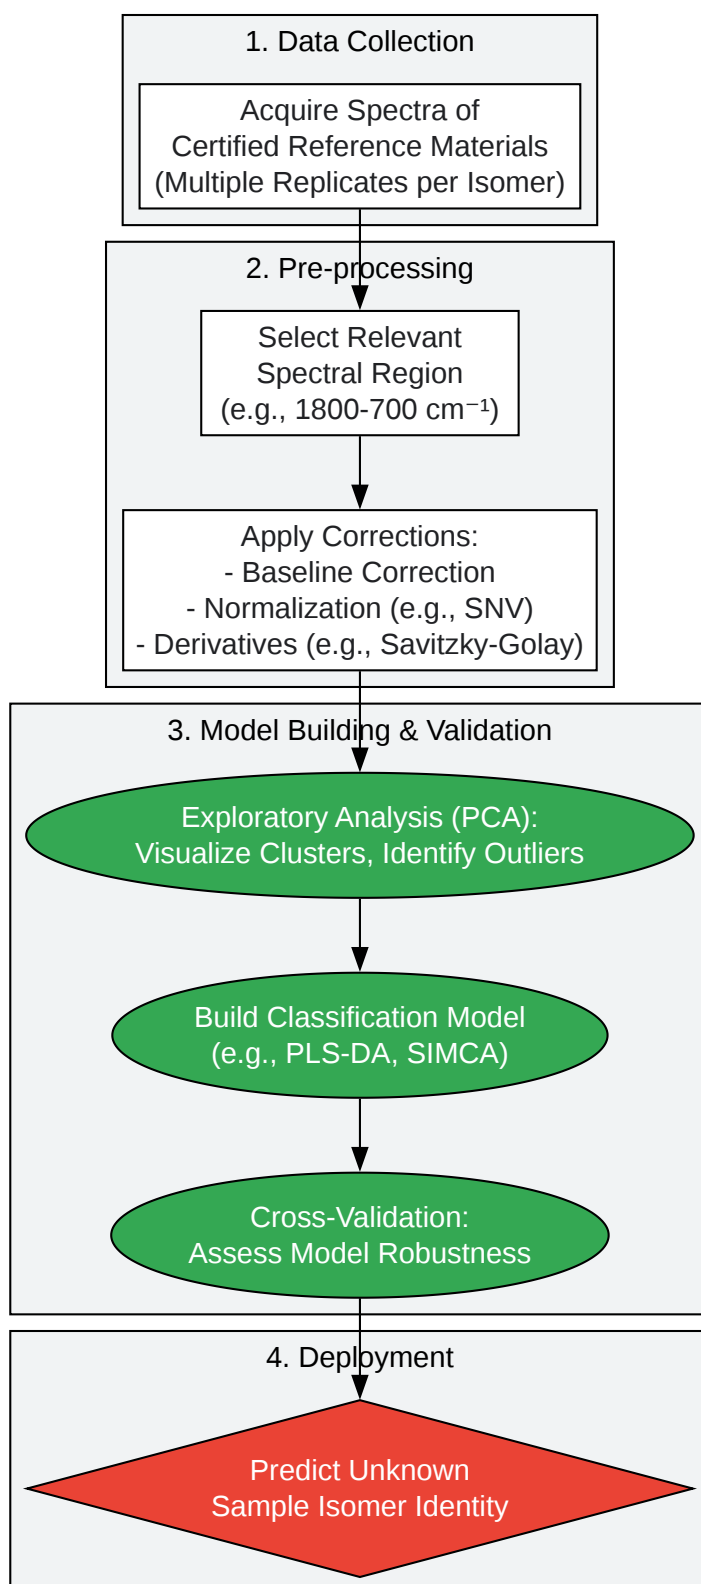 1. Data Collection
Acquire Spectra of
Certified Reference Materials
(Multiple Replicates per Isomer)
2. Pre-processing
Select Relevant
Spectral Region
(e.g., 1800-700 cm⁻¹)
Apply Corrections:
- Baseline Correction
- Normalization (e.g., SNV)
- Derivatives (e.g., Savitzky-Golay)
3. Model Building & Validation
Exploratory Analysis (PCA):
Visualize Clusters, Identify Outliers
Build Classification Model
(e.g., PLS-DA, SIMCA)
Cross-Validation:
Assess Model Robustness
4. Deployment
Predict Unknown
Sample Isomer Identity